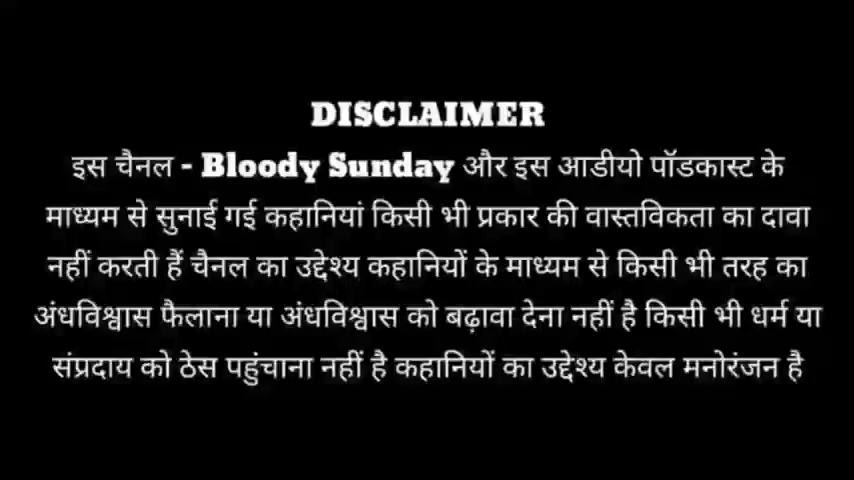 DISCLAIMER
इस चैनल - Bloody Sunday और इस आडीयो पॉडकास्ट के
माध्यम से सुनाई गई कहानियां किसी भी प्रकार की वास्तविकता का दावा
नहीं करती हैं चैनल का उद्देश्य कहानियों के माध्यम से किसी भी तरह का
अंधविश्वास फैलाना या अंधविश्वास को बढ़ावा देना नहीं है किसी भी धर्म या
संप्रदाय को ठेस पहुंचाना नहीं है कहानियों का उद्देश्य केवल मनोरंजन है